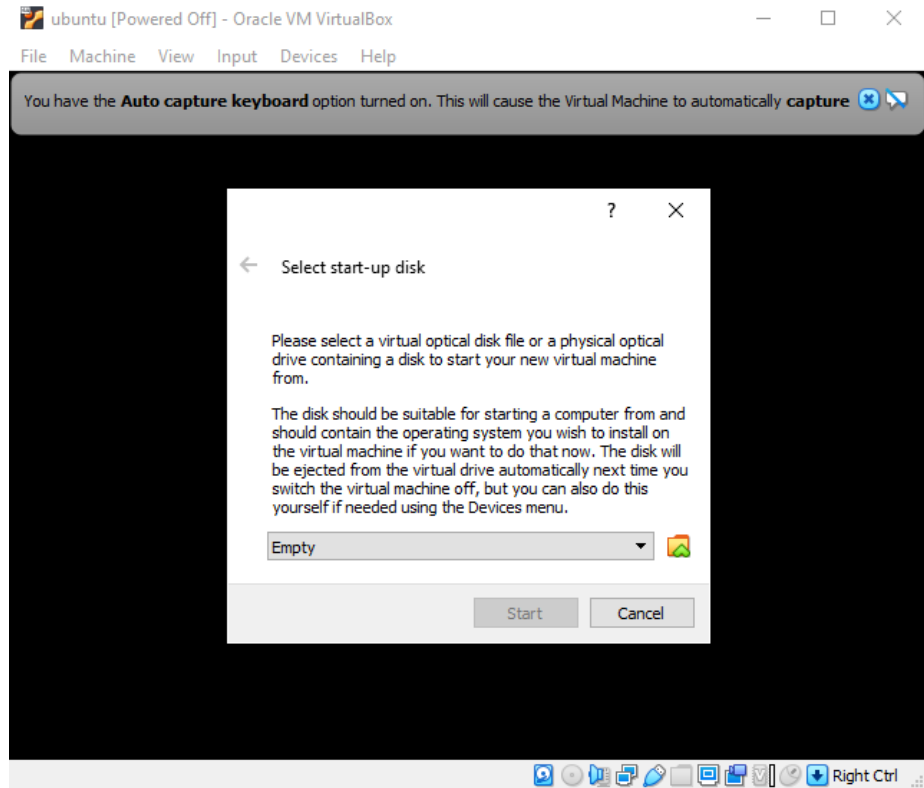 ubuntu [Powered Off] - Oracle VM VirtualBox
File Machine View Input Devices Help
You have the Auto capture keyboard option turned on. This will cause the Virtual Machine to automatically capture
?
Select start-up disk
Please select a virtual optical disk file or a physical optical
drive containing a disk to start your new virtual machine
from.
The disk should be suitable for starting a computer from and
should contain the operating system you wish to install on
the virtual machine if you want to do that now. The disk will
be ejected from the virtual drive automatically next time you
switch the virtual machine off, but you can also do this
yourself if needed using the Devices menu.
Empty
Start Cancel
Right Ctrl